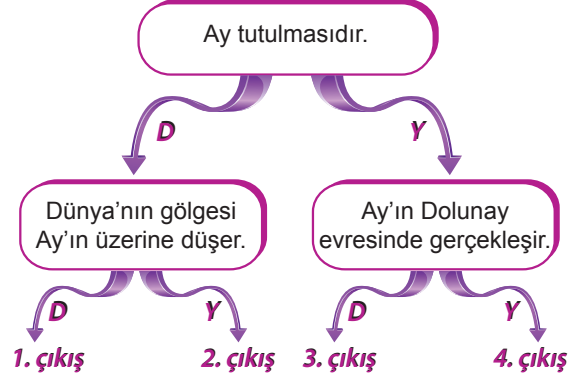 Ay tutulmasıdır.
D
Y
Dünya’nın gölgesi
Ay’ın üzerine düşer.
Ay’ın Dolunay
evresinde gerçekleşir.
D
Y
D
Y
1. çıkış
2. çıkış
3. çıkış
4. çıkış